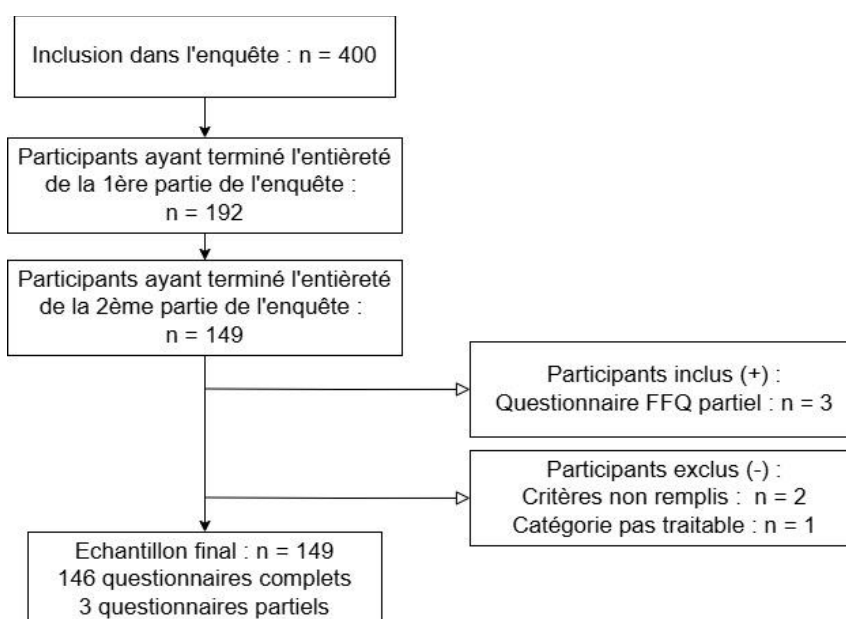 Inclusion dans l'enquête : n = 400
Participants ayant terminé l'entièreté
de la 1ère partie de l'enquête :
n = 192
Participants ayant terminé l'entièreté
de la 2ème partie de l'enquête :
n = 149
Participants inclus (+) :
Questionnaire FFQ partiel : n = 3
Participants exclus (-) :
Critères non remplis : n = 2
Catégorie pas traitable : n = 1
Echantillon final : n = 149
146 questionnaires complets
3 questionnaires partiels